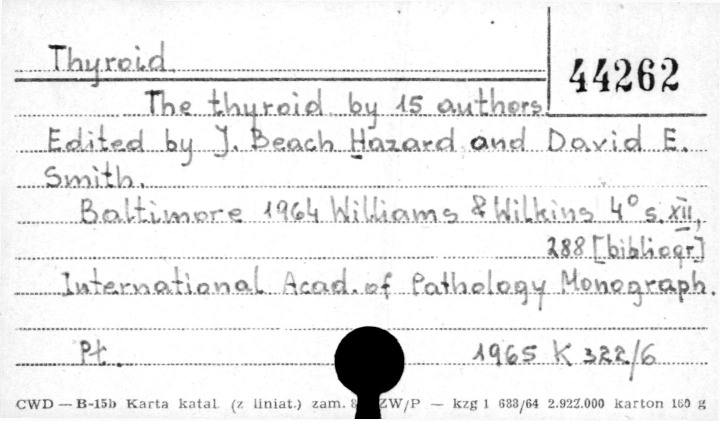 Thyroid.
44262
The thyroid by 15 authors
Edited by J. Beach Hazard and David E.
Smith.
Baltimore 1964 Williams & Wilkins 4° s. XII,
288 [bibliogr]
International Acad. of Pathology Monograph.
Pt. 1965 K 322/6
CWD — B-15b Karta katal. (z liniat.) zam. 8 ZW/P — kzg 1 688/64 2.922.000 karton 160 g